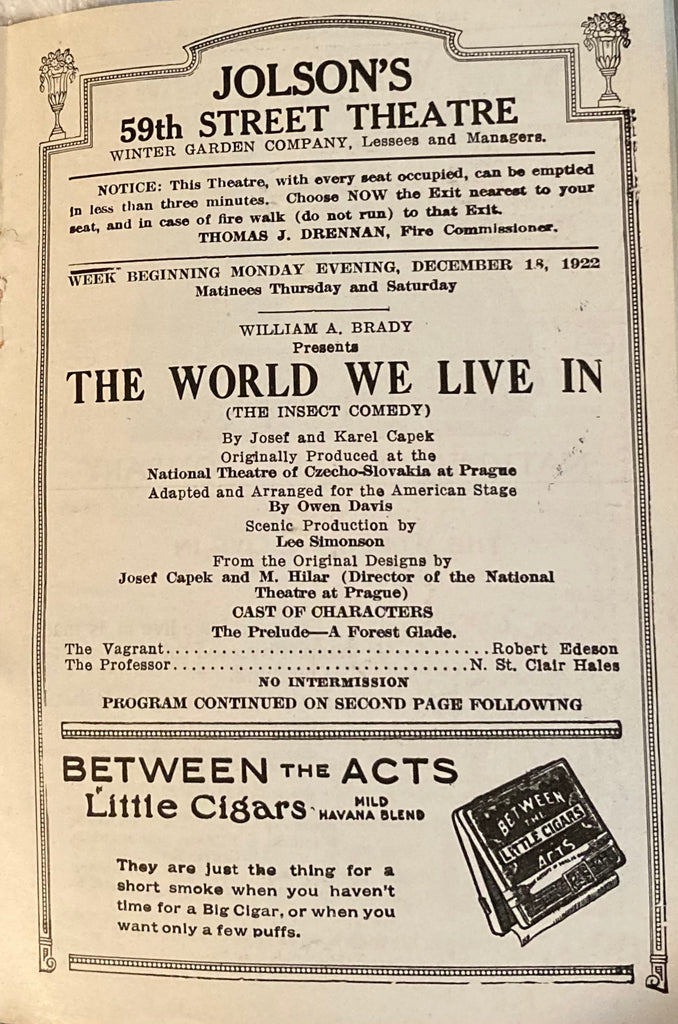 JOLSON'S
59th STREET THEATRE
WINTER GARDEN COMPANY, Lessees and Managers.
NOTICE: This Theatre, with every seat occupied, can be emptied
in less than three minutes. Choose NOW the Exit nearest to your
seat, and in case of fire walk (do not run) to that Exit.
THOMAS J. DRENNAN, Fire Commissioner.
WEEK BEGINNING MONDAY EVENING, DECEMBER 18, 1922
Matinees Thursday and Saturday
WILLIAM A. BRADY
Presents
THE WORLD WE LIVE IN
(THE INSECT COMEDY)
By Josef and Karel Capek
Originally Produced at the
National Theatre of Czecho-Slovakia at Prague
Adapted and Arranged for the American Stage
By Owen Davis
Scenic Production by
Lee Simonson
From the Original Designs by
Josef Capek and M. Hilar (Director of the National
Theatre at Prague)
CAST OF CHARACTERS
The Prelude—A Forest Glade.
The Vagrant..................................Robert Edeson
The Professor...............................N. St. Clair Hales
NO INTERMISSION
PROGRAM CONTINUED ON SECOND PAGE FOLLOWING
BETWEEN THE ACTS
Little Cigars MILD
HAVANA BLEND
They are just the thing for a
short smoke when you haven't
time for a Big Cigar, or when you
want only a few puffs.
BETWEEN
THE
LITTLE CIGARS
ACTS